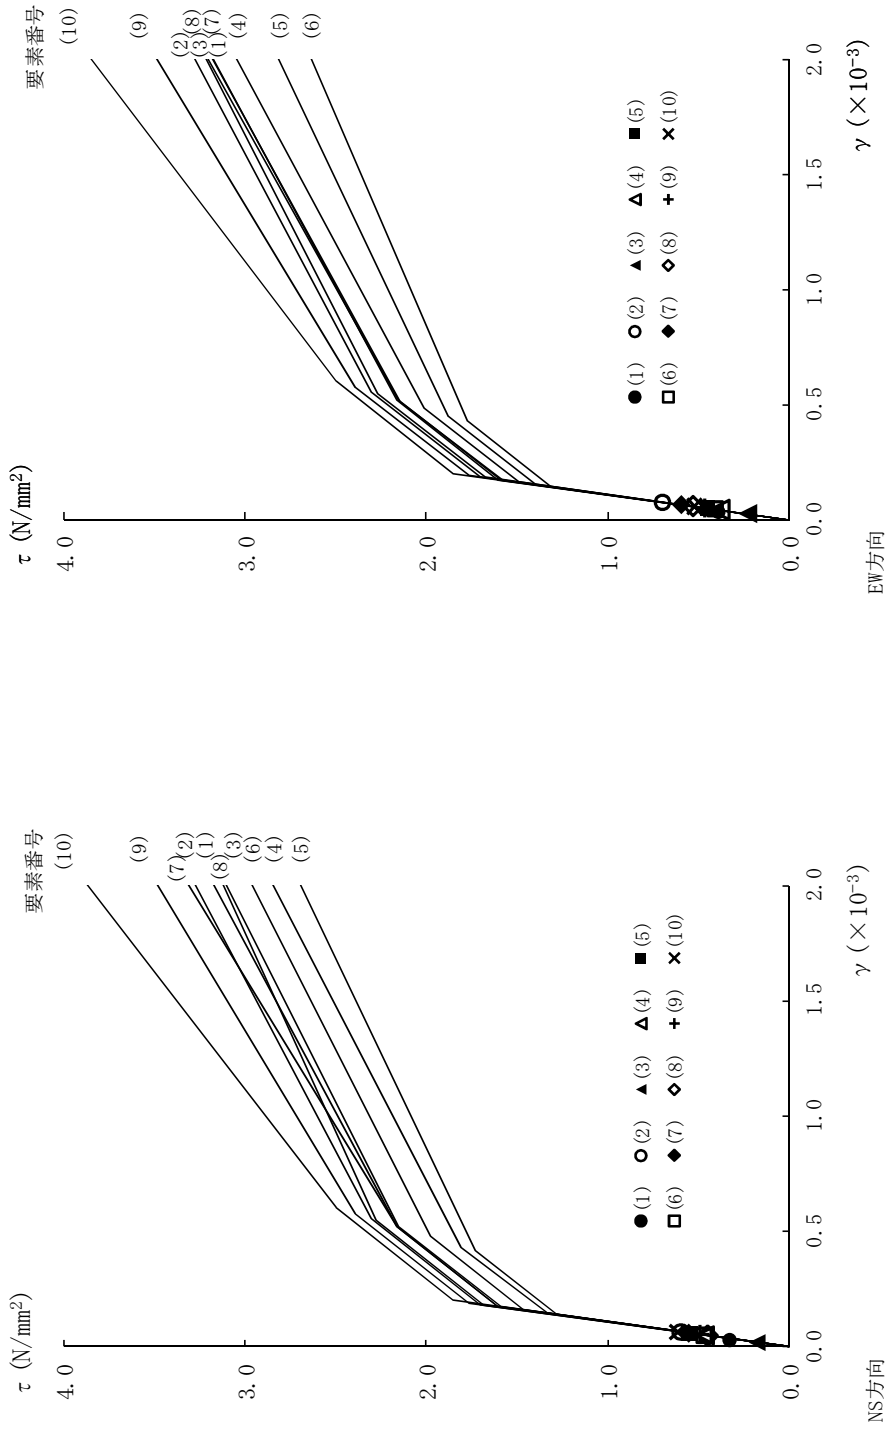 τ (N/mm²)
要素番号
4.0
3.0
2.0
1.0
0.0
(10)
(9)
(7)
(2)
(1)
(8)
(3)
(6)
(4)
(5)
●(1) ○(2) ▲(3) △(4) ■(5)
□(6) ◆(7) ◇(8) +(9) ×(10)
0.0 0.5 1.0 1.5 2.0
γ (×10⁻³)
NS方向
τ (N/mm²)
要素番号
4.0
3.0
2.0
1.0
0.0
(10)
(9)
(2)
(8)
(3)
(7)
(1)
(4)
(5)
(6)
●(1) ○(2) ▲(3) △(4) ■(5)
□(6) ◆(7) ◇(8) +(9) ×(10)
0.0 0.5 1.0 1.5 2.0
γ (×10⁻³)
EW方向